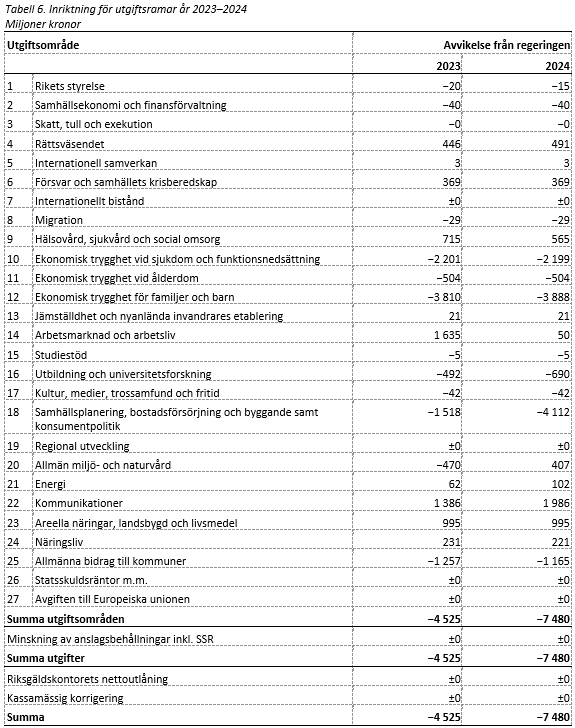 Tabell 6. Inriktning för utgiftsramar år 2023–2024
Miljoner kronor
Utgiftsområde Avvikelse från regeringen
2023 2024
1 Rikets styrelse −20 −15
2 Samhällsekonomi och finansförvaltning −40 −40
3 Skatt, tull och exekution −0 −0
4 Rättsväsendet 446 491
5 Internationell samverkan 3 3
6 Försvar och samhällets krisberedskap 369 369
7 Internationellt bistånd ±0 ±0
8 Migration −29 −29
9 Hälsovård, sjukvård och social omsorg 715 565
10 Ekonomisk trygghet vid sjukdom och funktionsnedsättning −2 201 −2 199
11 Ekonomisk trygghet vid ålderdom −504 −504
12 Ekonomisk trygghet för familjer och barn −3 810 −3 888
13 Jämställdhet och nyanlända invandrares etablering 21 21
14 Arbetsmarknad och arbetsliv 1 635 50
15 Studiestöd −5 −5
16 Utbildning och universitetsforskning −492 −690
17 Kultur, medier, trossamfund och fritid −42 −42
18 Samhällsplanering, bostadsförsörjning och byggande samt −1 518 −4 112
konsumentpolitik
19 Regional utveckling ±0 ±0
20 Allmän miljö- och naturvård −470 407
21 Energi 62 102
22 Kommunikationer 1 386 1 986
23 Areella näringar, landsbygd och livsmedel 995 995
24 Näringsliv 231 221
25 Allmänna bidrag till kommuner −1 257 −1 165
26 Statsskuldsräntor m.m. ±0 ±0
27 Avgiften till Europeiska unionen ±0 ±0
Summa utgiftsområden −4 525 −7 480
Minskning av anslagsbehållningar inkl. SSR ±0 ±0
Summa utgifter −4 525 −7 480
Riksgäldskontorets nettoutlåning ±0 ±0
Kassamässig korrigering ±0 ±0
Summa −4 525 −7 480